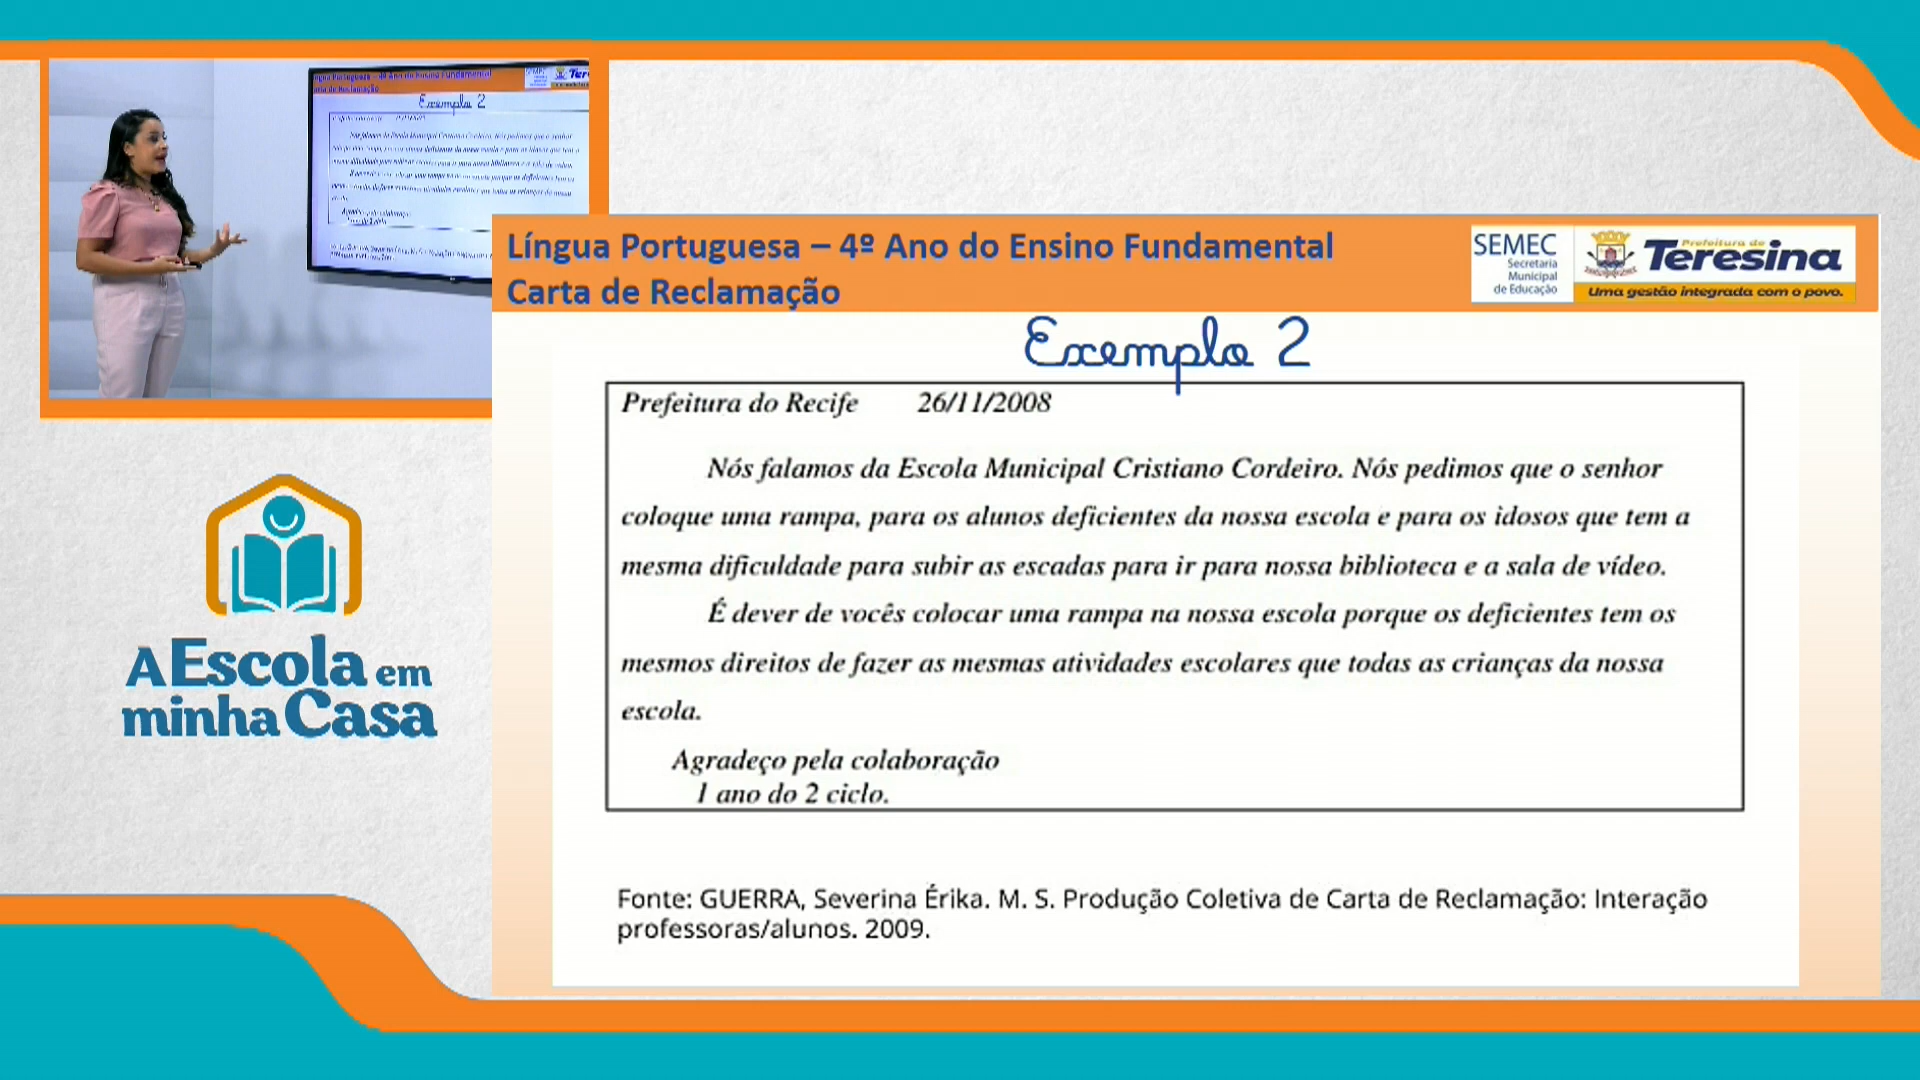 Língua Portuguesa – 4º Ano do Ensino Fundamental
Carta de Reclamação
SEMEC
Secretaria
Municipal
de Educação
Prefeitura de
Teresina
Uma gestão integrada com o povo.
Exemplo 2
Prefeitura do Recife 26/11/2008
Nós falamos da Escola Municipal Cristiano Cordeiro. Nós pedimos que o senhor
coloque uma rampa, para os alunos deficientes da nossa escola e para os idosos que tem a
mesma dificuldade para subir as escadas para ir para nossa biblioteca e a sala de vídeo.
É dever de vocês colocar uma rampa na nossa escola porque os deficientes tem os
mesmos direitos de fazer as mesmas atividades escolares que todas as crianças da nossa
escola.
Agradeço pela colaboração
1 ano do 2 ciclo.
Fonte: GUERRA, Severina Érika. M. S. Produção Coletiva de Carta de Reclamação: Interação
professoras/alunos. 2009.
A Escola em
minha Casa
Exemplo 2